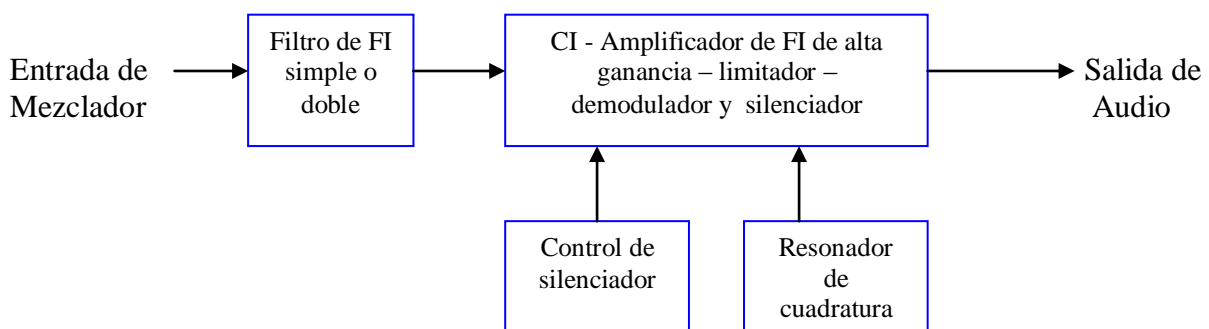 Entrada de
Mezclador
Filtro de FI
simple o
doble
CI - Amplificador de FI de alta
ganancia – limitador –
demodulador y silenciador
Salida de
Audio
Control de
silenciador
Resonador
de
cuadratura